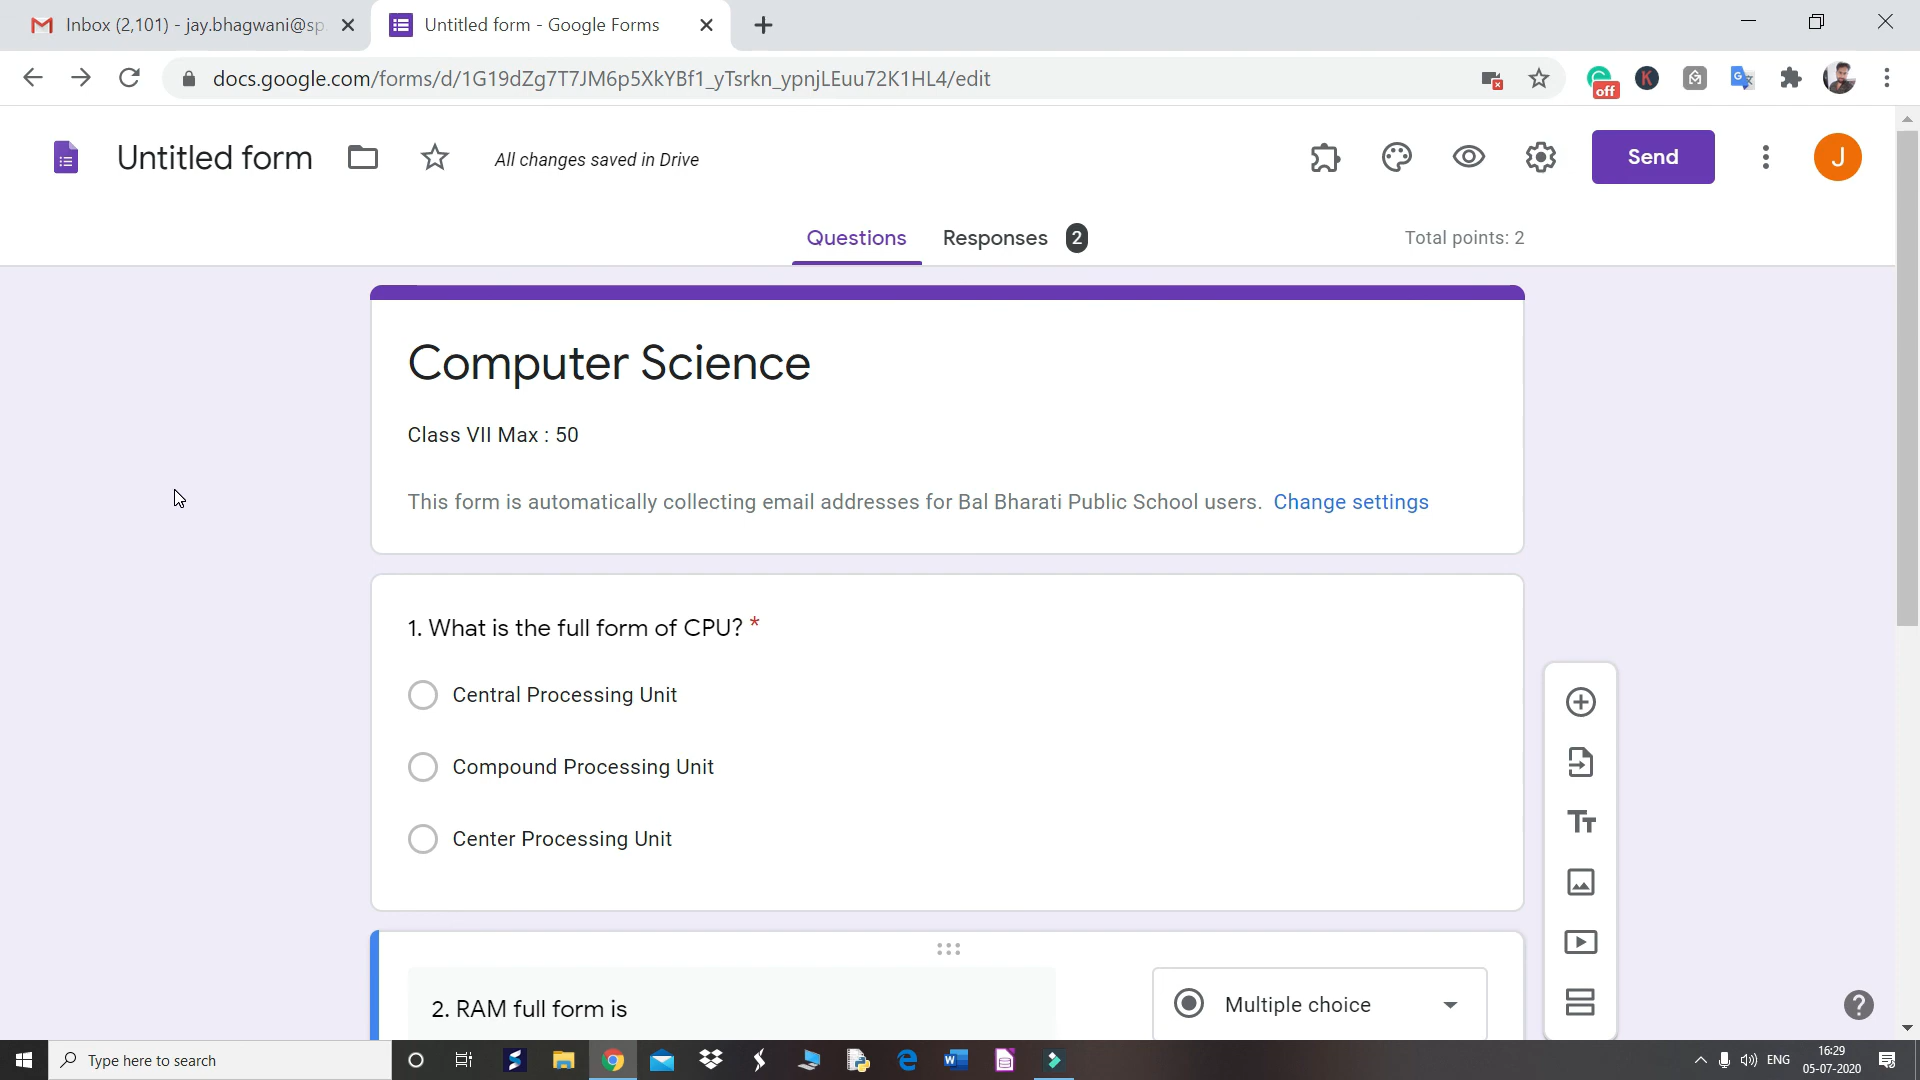 Inbox (2,101) - jay.bhagwani@sp
Untitled form - Google Forms
docs.google.com/forms/d/1G19dZg7T7JM6p5XkYBf1_yTsrkn_ypnjLEuu72K1HL4/edit
off
K
G
Untitled form
All changes saved in Drive
Send
J
Questions
Responses 2
Total points: 2
Computer Science
Class VII Max : 50
This form is automatically collecting email addresses for Bal Bharati Public School users. Change settings
1. What is the full form of CPU? *
Central Processing Unit
Compound Processing Unit
Center Processing Unit
Tт
2. RAM full form is
Multiple choice
Type here to search
ENG
16:29
05-07-2020